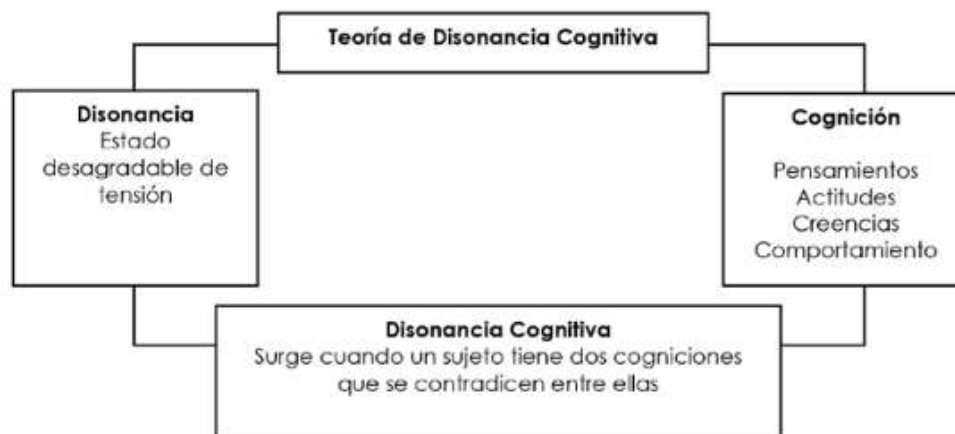 Teoría de Disonancia Cognitiva
Disonancia
Estado
desagradable de
tensión
Cognición
Pensamientos
Actitudes
Creencias
Comportamiento
Disonancia Cognitiva
Surge cuando un sujeto tiene dos cogniciones
que se contradicen entre ellas